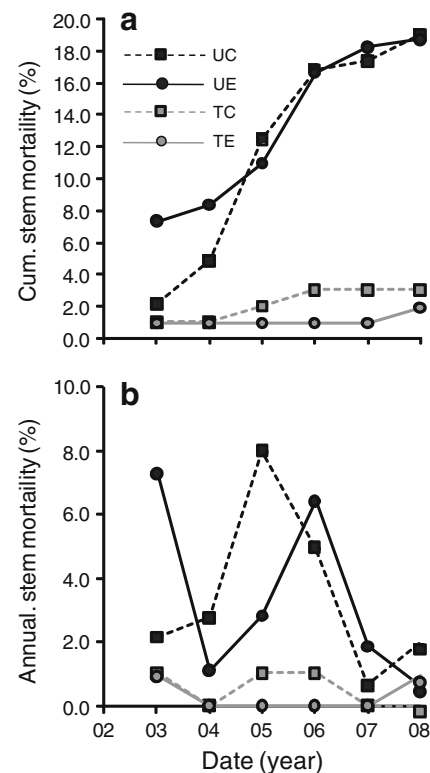 a
20.0
18.0
16.0
14.0
12.0
10.0
8.0
6.0
4.0
2.0
0.0
Cum. stem mortaility (%)
UC
UE
TC
TE
b
10.0
8.0
6.0
4.0
2.0
0.0
Annual. stem mortaility (%)
02 03 04 05 06 07 08
Date (year)